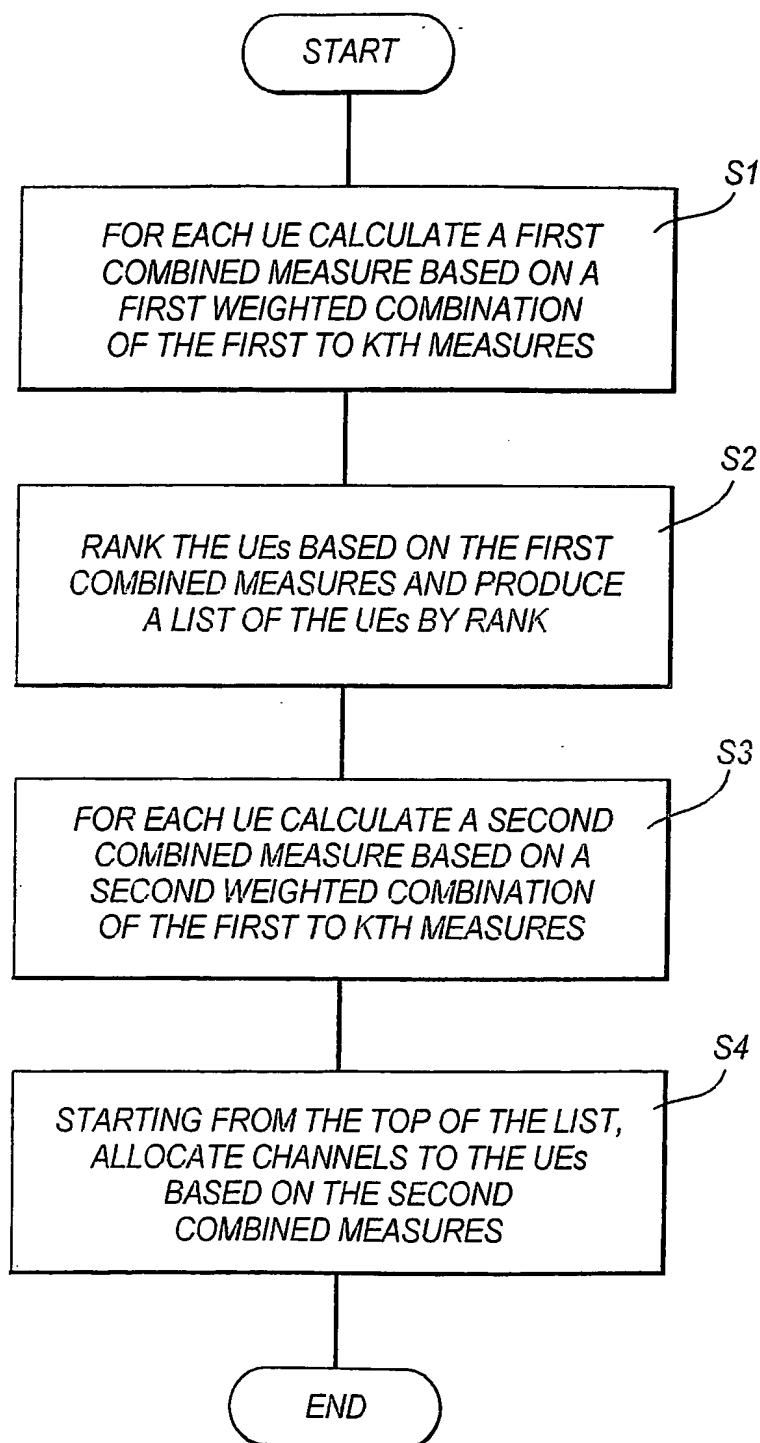 START
S1
FOR EACH UE CALCULATE A FIRST
COMBINED MEASURE BASED ON A
FIRST WEIGHTED COMBINATION
OF THE FIRST TO KTH MEASURES
S2
RANK THE UEs BASED ON THE FIRST
COMBINED MEASURES AND PRODUCE
A LIST OF THE UEs BY RANK
S3
FOR EACH UE CALCULATE A SECOND
COMBINED MEASURE BASED ON A
SECOND WEIGHTED COMBINATION
OF THE FIRST TO KTH MEASURES
S4
STARTING FROM THE TOP OF THE LIST,
ALLOCATE CHANNELS TO THE UEs
BASED ON THE SECOND
COMBINED MEASURES
END